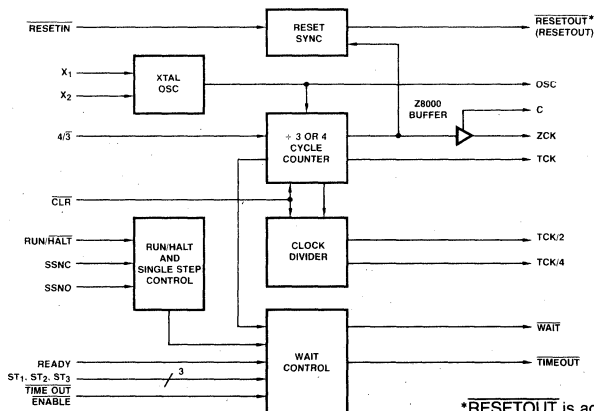 RESETIN
RESET
SYNC
RESETOUT*
(RESETOUT)
X1
X2
XTAL
OSC
OSC
Z8000
BUFFER
C
4/3
÷ 3 OR 4
CYCLE
COUNTER
ZCK
TCK
CLR
RUN/HALT
SSNC
SSNO
RUN/HALT
AND
SINGLE STEP
CONTROL
CLOCK
DIVIDER
TCK/2
TCK/4
READY
ST1, ST2, ST3
3
TIME OUT
ENABLE
WAIT
CONTROL
WAIT
TIMEOUT
*RESETOUT is